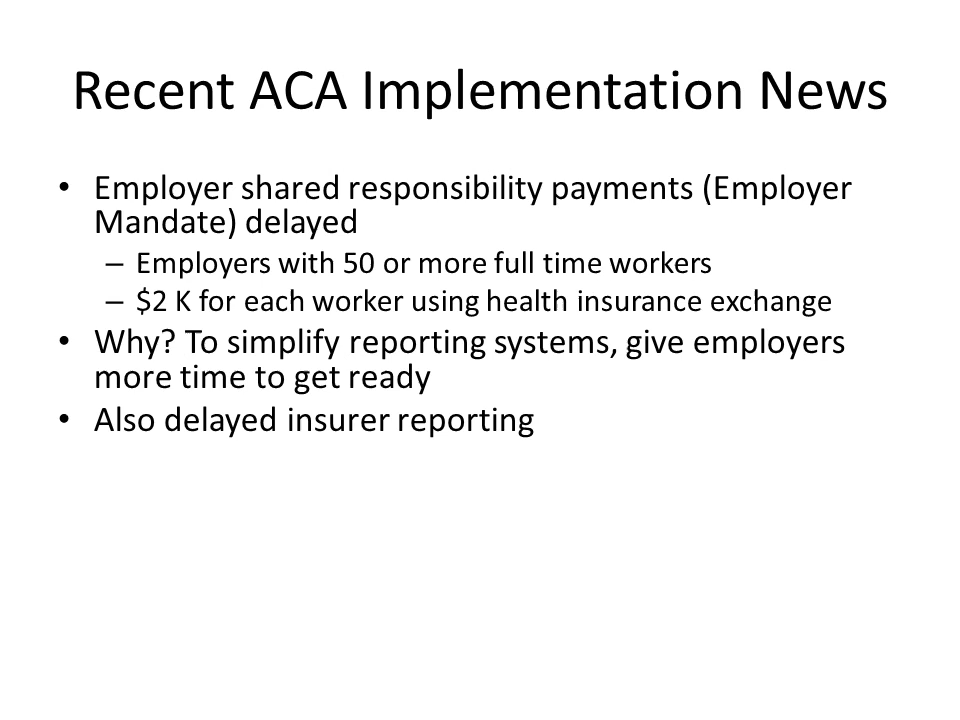 Recent ACA Implementation News
• Employer shared responsibility payments (Employer
Mandate) delayed
– Employers with 50 or more full time workers
– $2 K for each worker using health insurance exchange
• Why? To simplify reporting systems, give employers
more time to get ready
• Also delayed insurer reporting